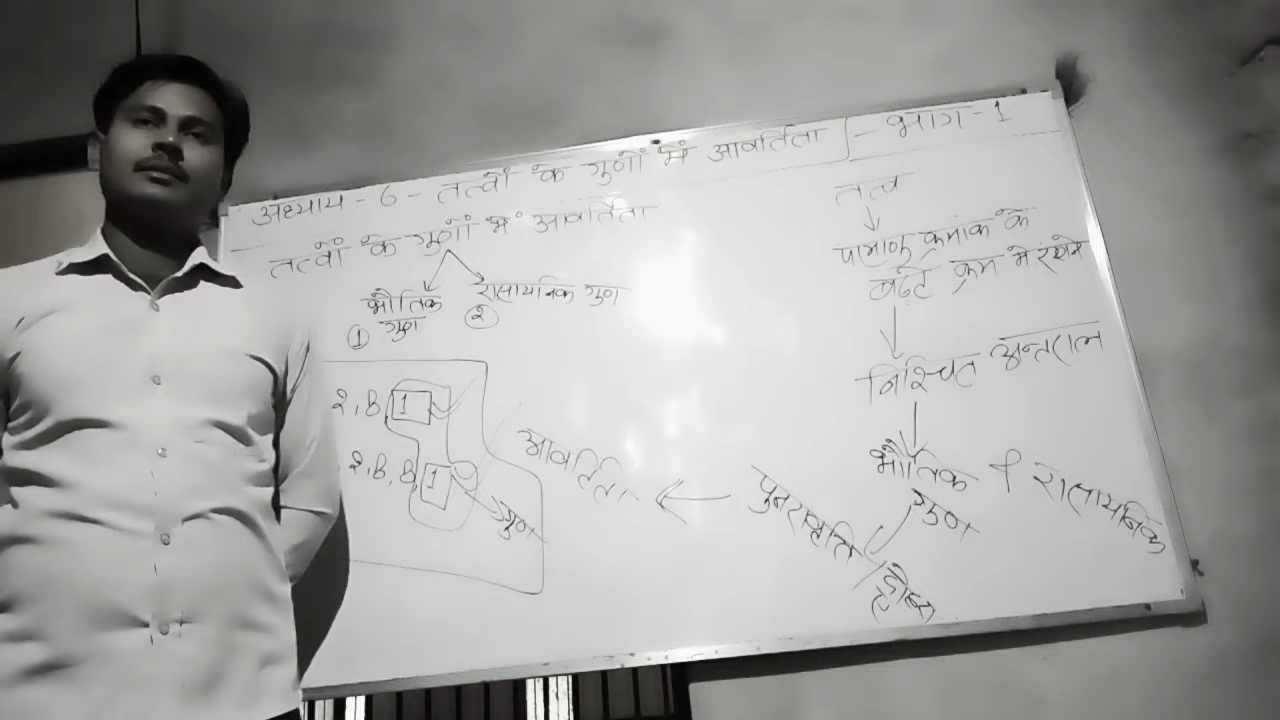 अध्याय - 6 - तत्वों के गुणों में आवर्तिता - भाग - 1
तत्वों के गुणों में आवर्तिता
भौतिक गुण
①
रासायनिक गुण
②
2, 8, 1
2, 8, 8, 1
गुण
आवर्तिता
तत्व
परमाणु क्रमांक के
बढ़ते क्रम में रखने
निश्चित अन्तराल
भौतिक गुण
रासायनिक
पुनरावृति